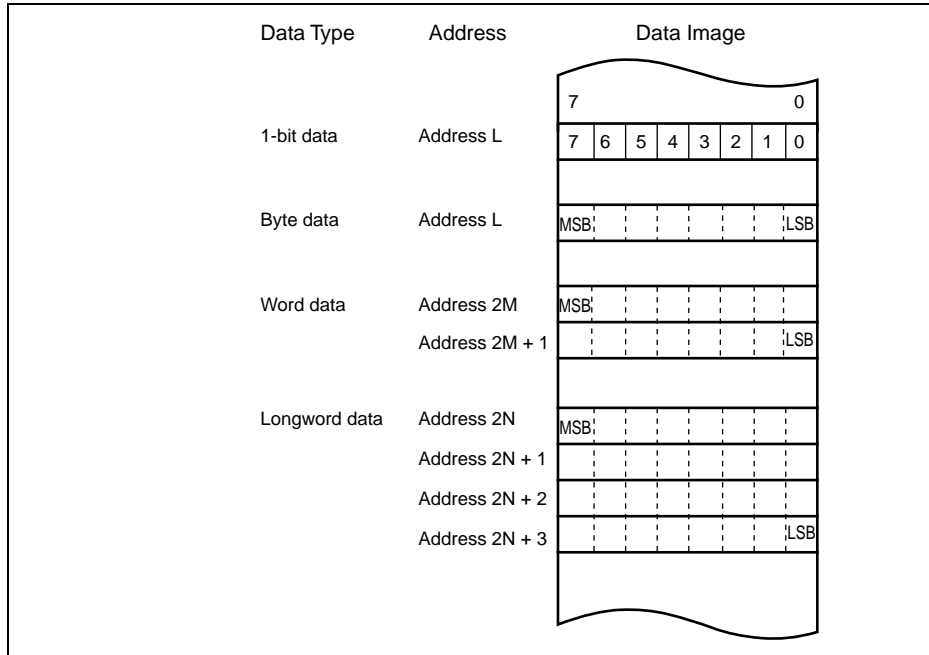 Data Type Address Data Image
7 0
1-bit data Address L 7 6 5 4 3 2 1 0
Byte data Address L MSB LSB
Word data Address 2M MSB
Address 2M + 1 LSB
Longword data Address 2N MSB
Address 2N + 1
Address 2N + 2
Address 2N + 3 LSB